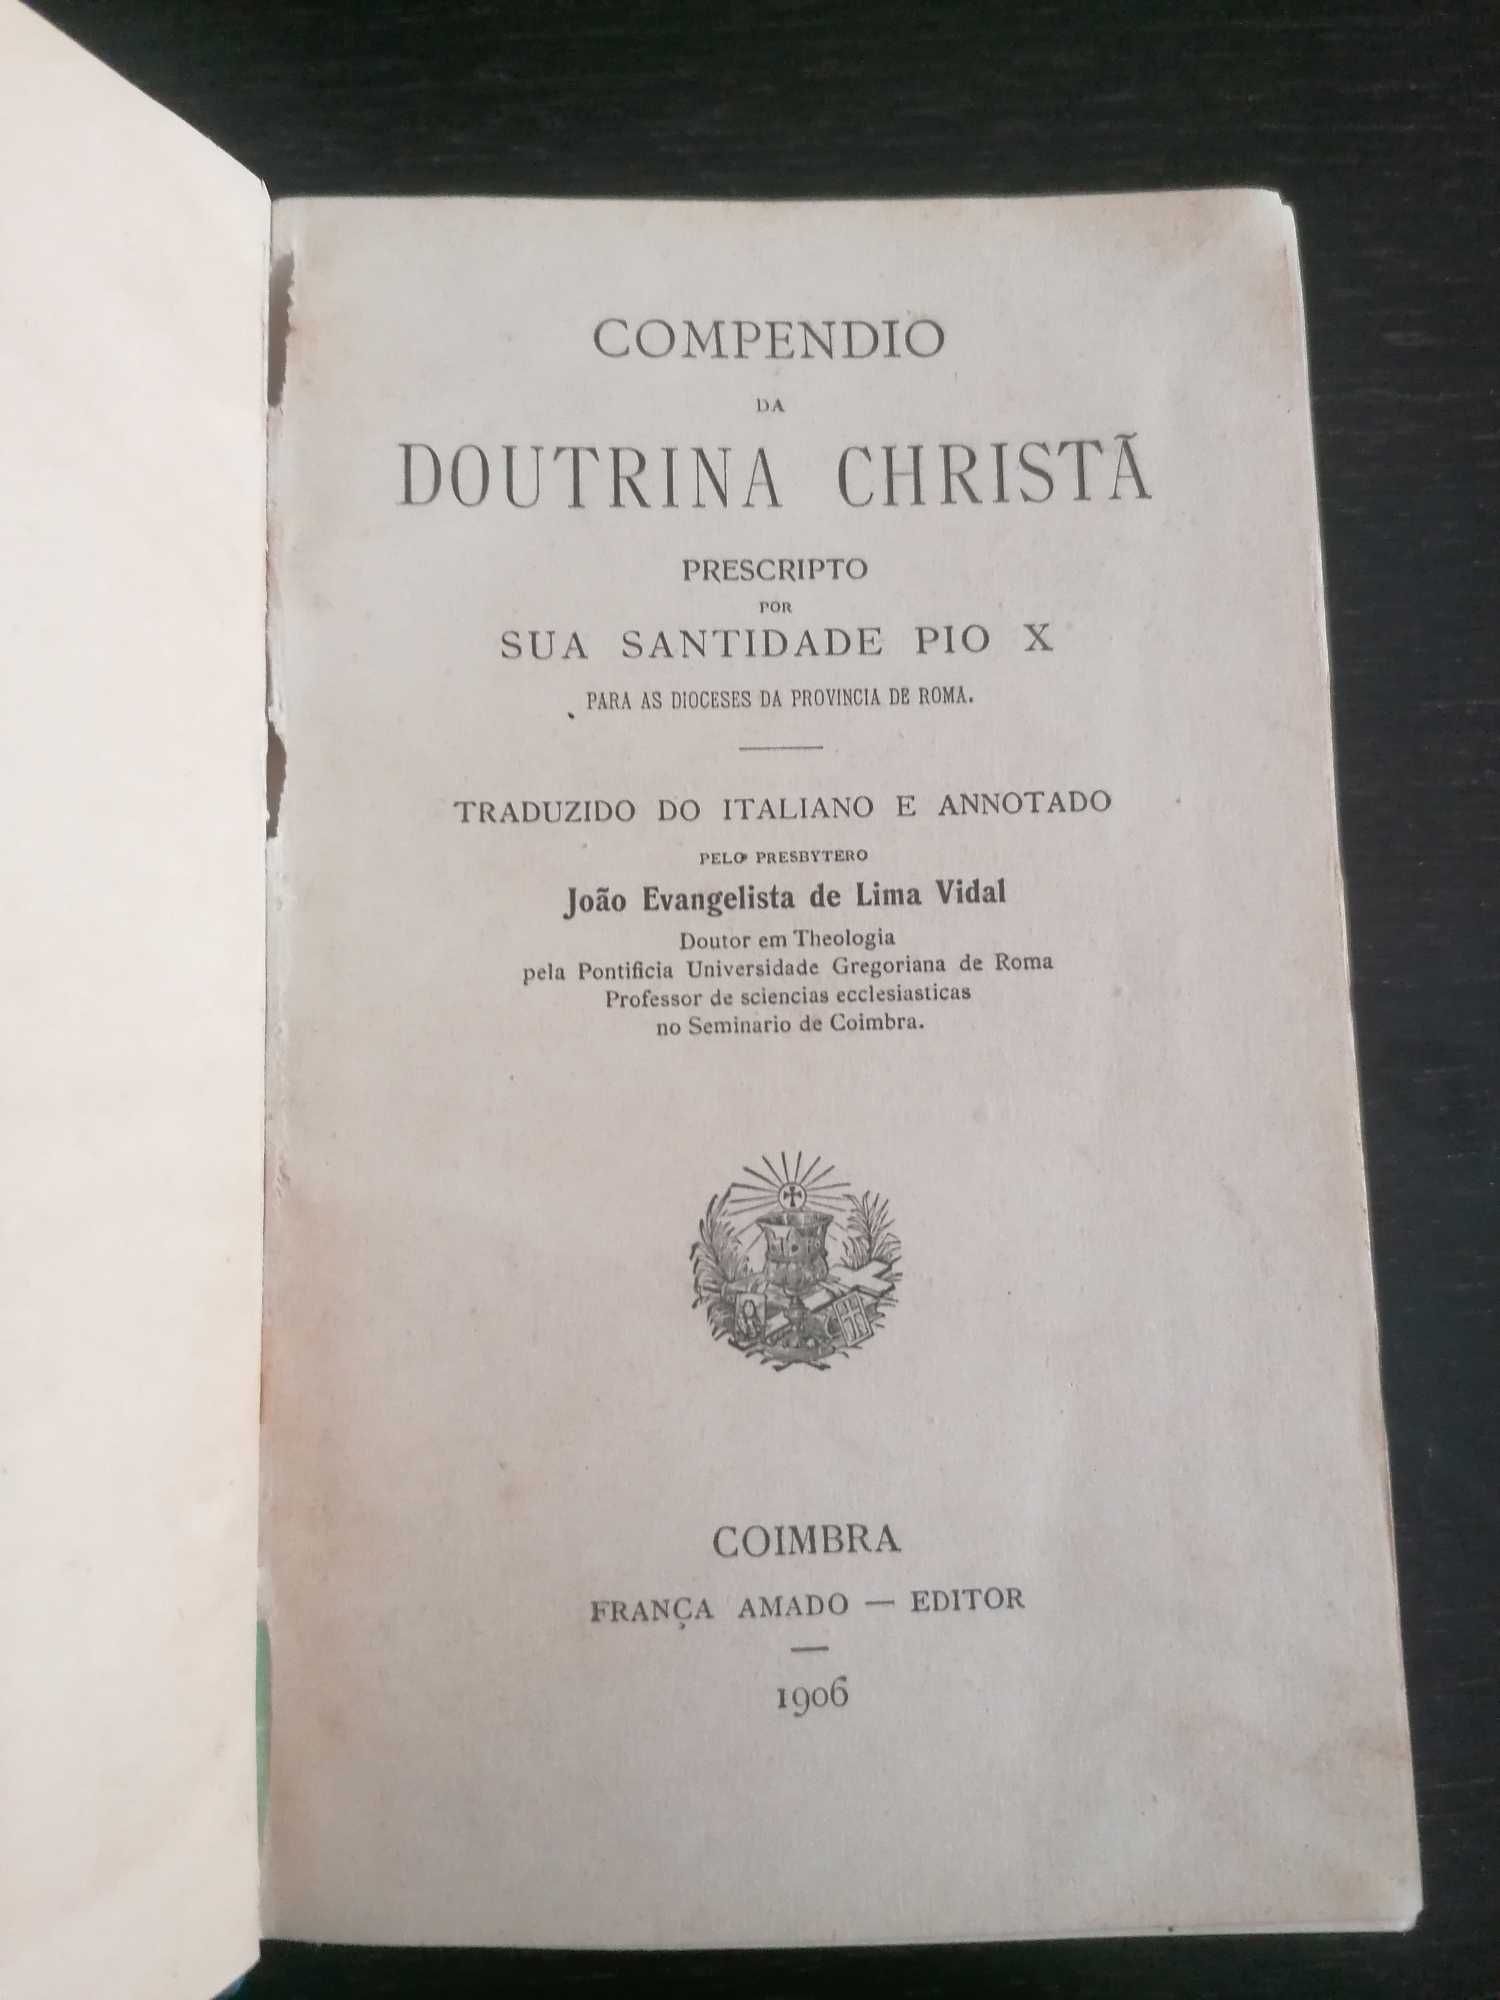 COMPENDIO
DA
DOUTRINA CHRISTÃ
PRESCRIPTO
POR
SUA SANTIDADE PIO X
PARA AS DIOCESES DA PROVINCIA DE ROMA.
TRADUZIDO DO ITALIANO E ANNOTADO
PELO PRESBYTERO
João Evangelista de Lima Vidal
Doutor em Theologia
pela Pontificia Universidade Gregoriana de Roma
Professor de sciencias ecclesiasticas
no Seminario de Coimbra.
COIMBRA
FRANÇA AMADO — EDITOR
1906